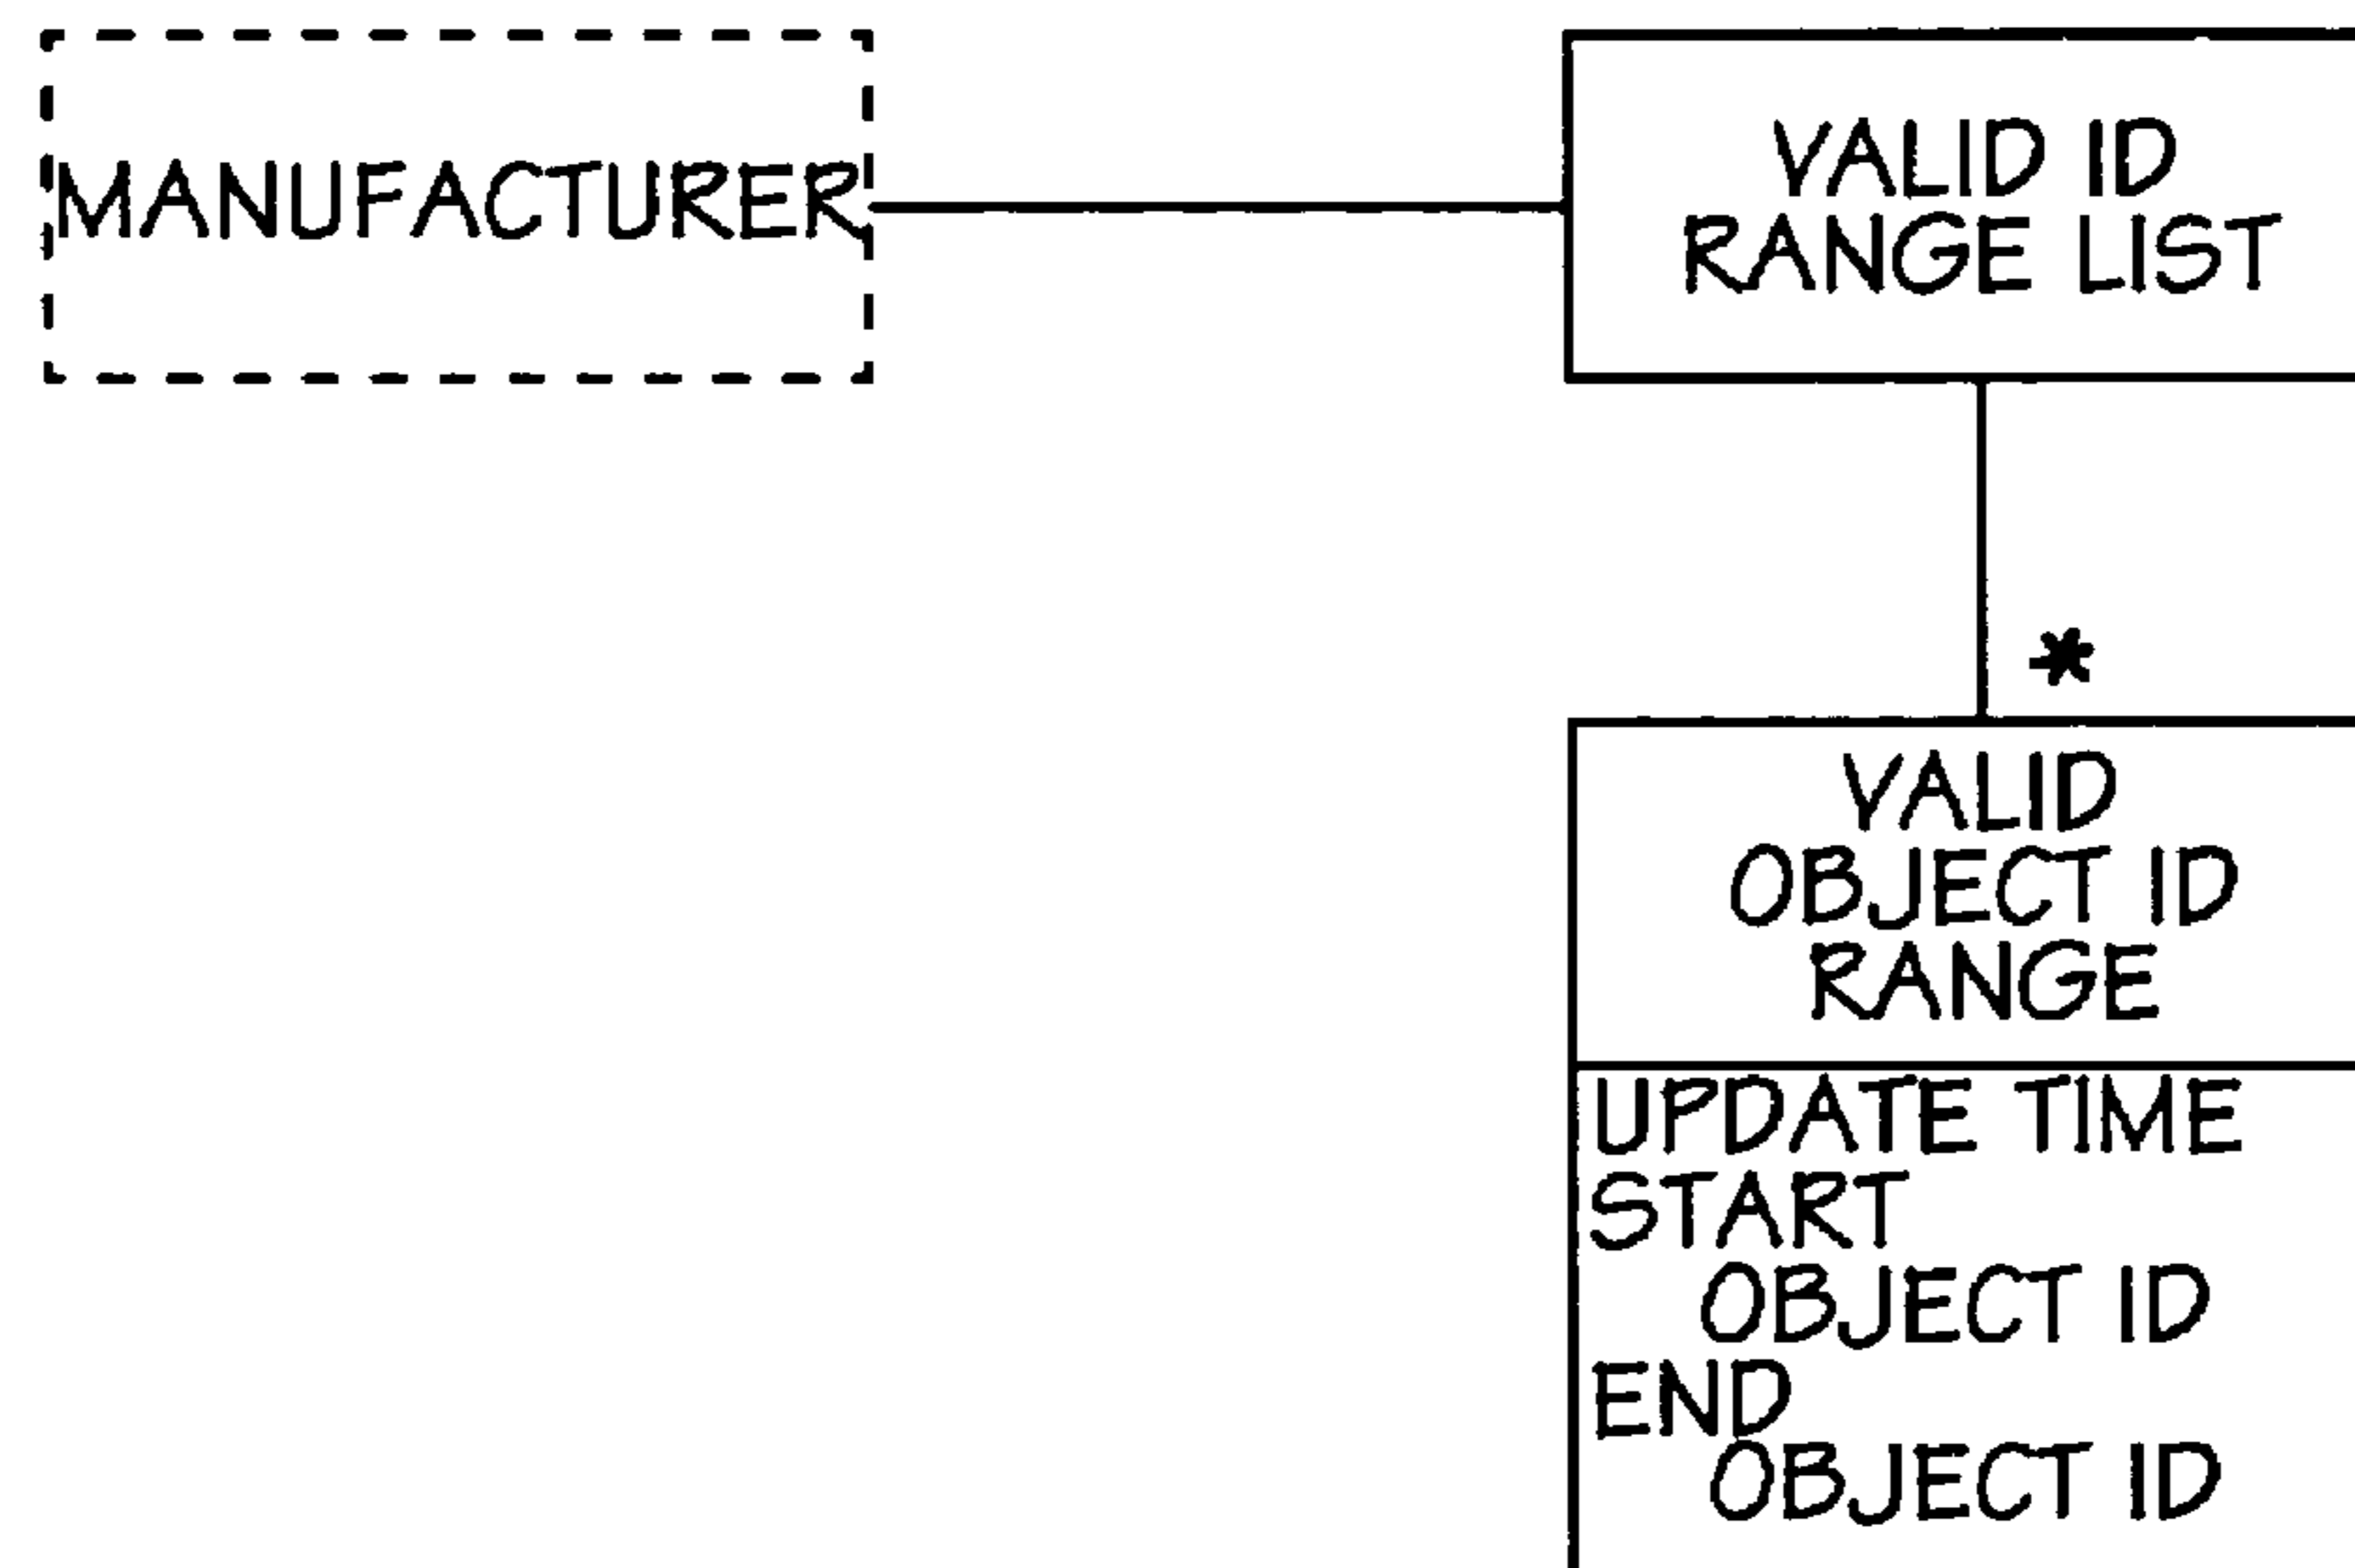 MANUFACTURER
VALID ID
RANGE LIST
*
VALID
OBJECT ID
RANGE
UPDATE TIME
START
OBJECT ID
END
OBJECT ID